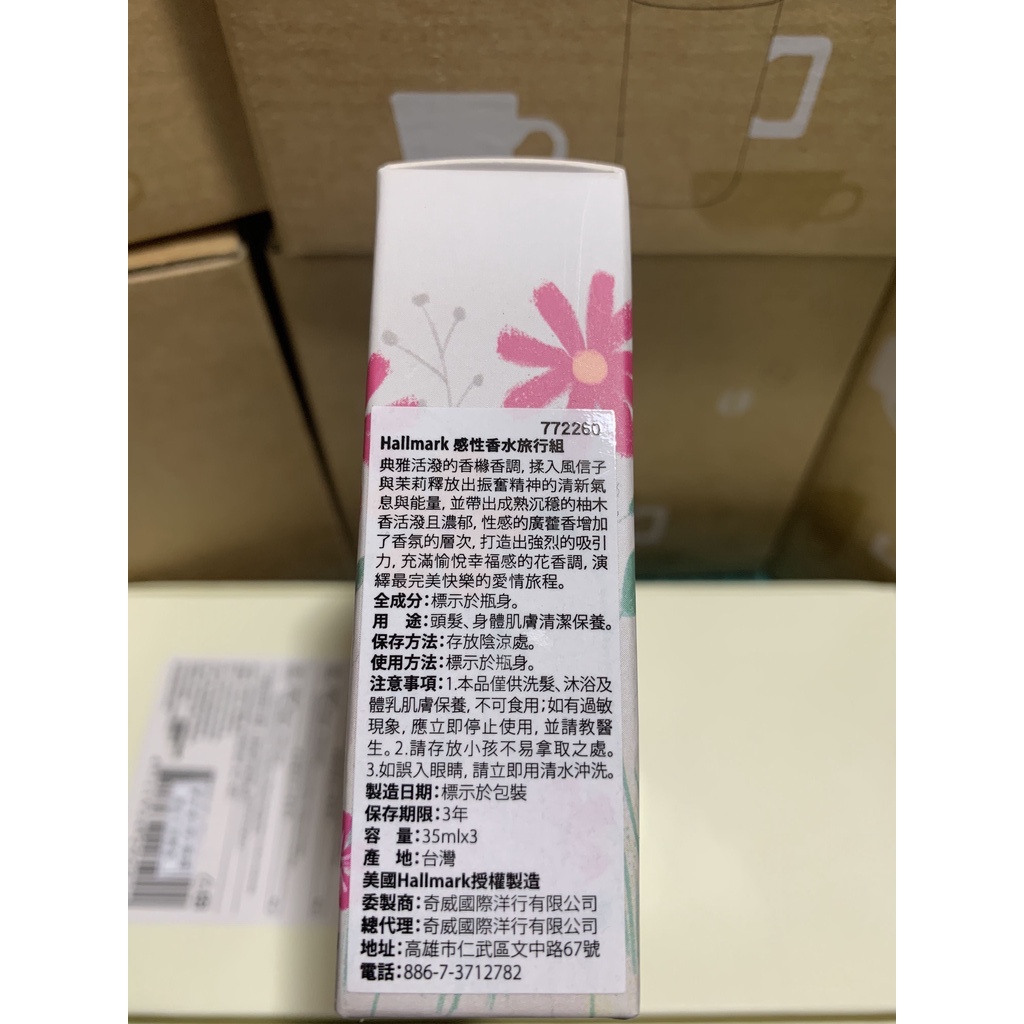 772260
Hallmark 感性香水旅行組
典雅活潑的香櫞香調, 揉入風信子
與茉莉釋放出振奮精神的清新氣
息與能量, 並帶出成熟沉穩的柚木
香活潑且濃郁, 性感的廣藿香增加
了香氛的層次, 打造出強烈的吸引
力, 充滿愉悅幸福感的花香調, 演
繹最完美快樂的愛情旅程。
全成分:標示於瓶身。
用 途:頭髮、身體肌膚清潔保養。
保存方法:存放陰涼處。
使用方法:標示於瓶身。
注意事項:1.本品僅供洗髮、沐浴及
體乳肌膚保養, 不可食用;如有過敏
現象, 應立即停止使用, 並請教醫
生。2.請存放小孩不易拿取之處。
3.如誤入眼睛, 請立即用清水沖洗。
製造日期:標示於包裝
保存期限:3年
容 量:35mlx3
產 地:台灣
美國Hallmark授權製造
委製商:奇威國際洋行有限公司
總代理:奇威國際洋行有限公司
地址:高雄市仁武區文中路67號
電話:886-7-3712782